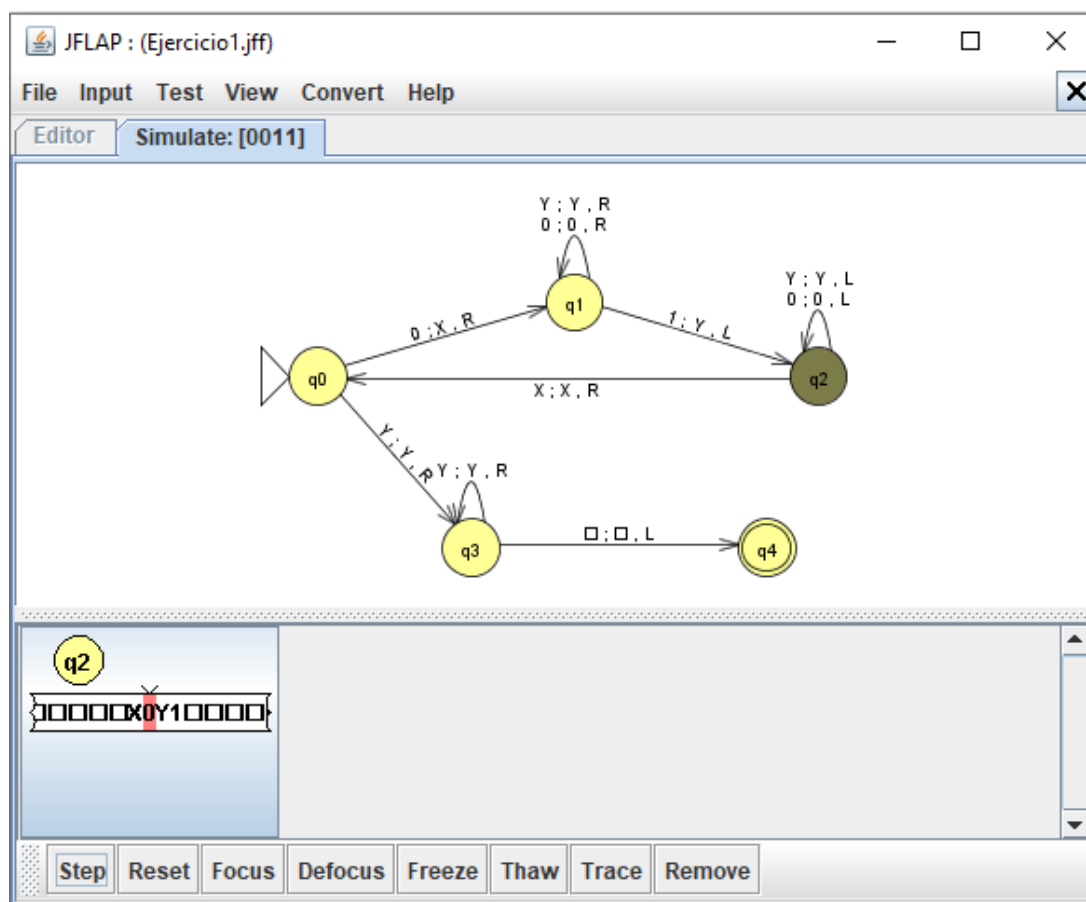 JFLAP : (Ejercicio1.jff)
File Input Test View Convert Help
Editor Simulate: [0011]
Y ; Y , R
0 ; 0 , R
q1
Y ; Y , L
0 ; 0 , L
0 ; X , R
1 ; Y , L
q0
q2
X ; X , R
Y ; Y , R
Y ; Y , R
q3
□ ; □ , L
q4
q2
□□□□□X0Y1□□□□
Step Reset Focus Defocus Freeze Thaw Trace Remove